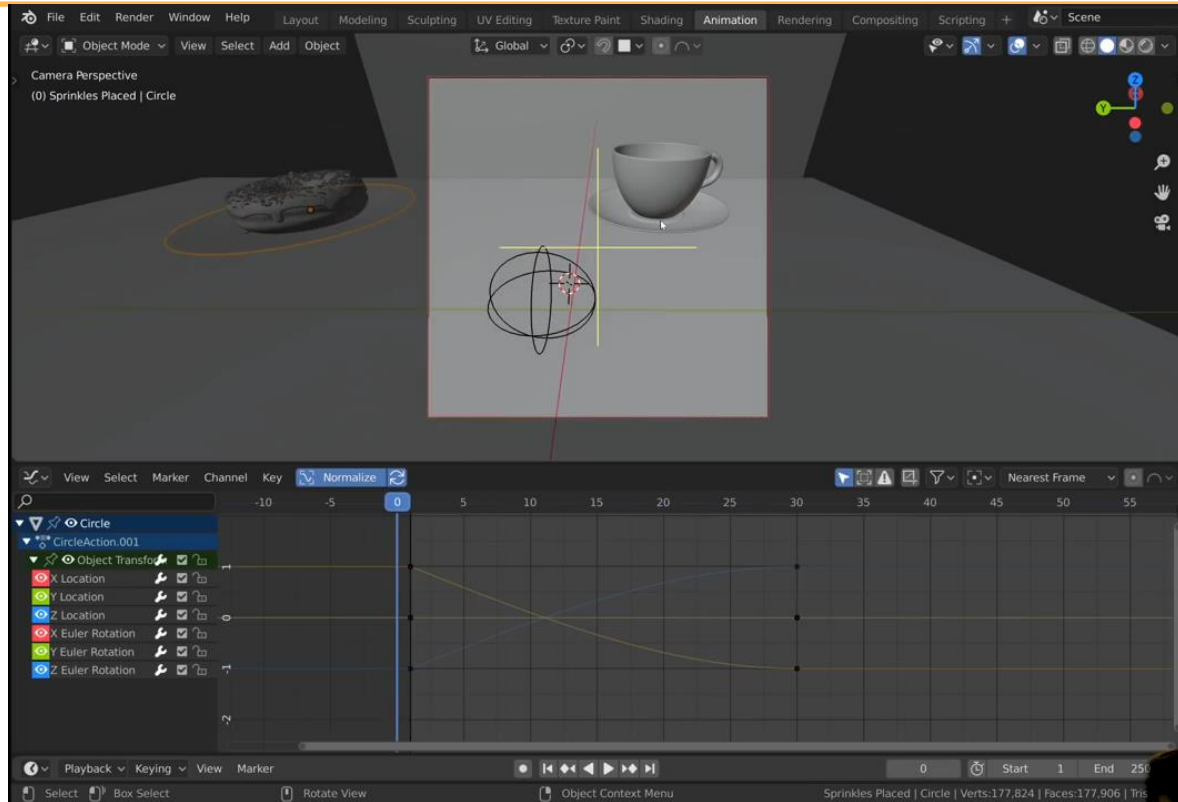 File Edit Render Window Help Layout Modeling Sculpting UV Editing Texture Paint Shading Animation Rendering Compositing Scripting + Scene
Object Mode View Select Add Object Global
Camera Perspective
(0) Sprinkles Placed | Circle
Z
Y
View Select Marker Channel Key Normalize Nearest Frame
-10 -5 0 5 10 15 20 25 30 35 40 45 50 55
Circle
CircleAction.001
Object Transfor
X Location
Y Location
Z Location
X Euler Rotation
Y Euler Rotation
Z Euler Rotation
1
0
-1
-2
Playback Keying View Marker 0 Start 1 End 250
Select Box Select Rotate View Object Context Menu Sprinkles Placed | Circle | Verts:177,824 | Faces:177,906 | Tris